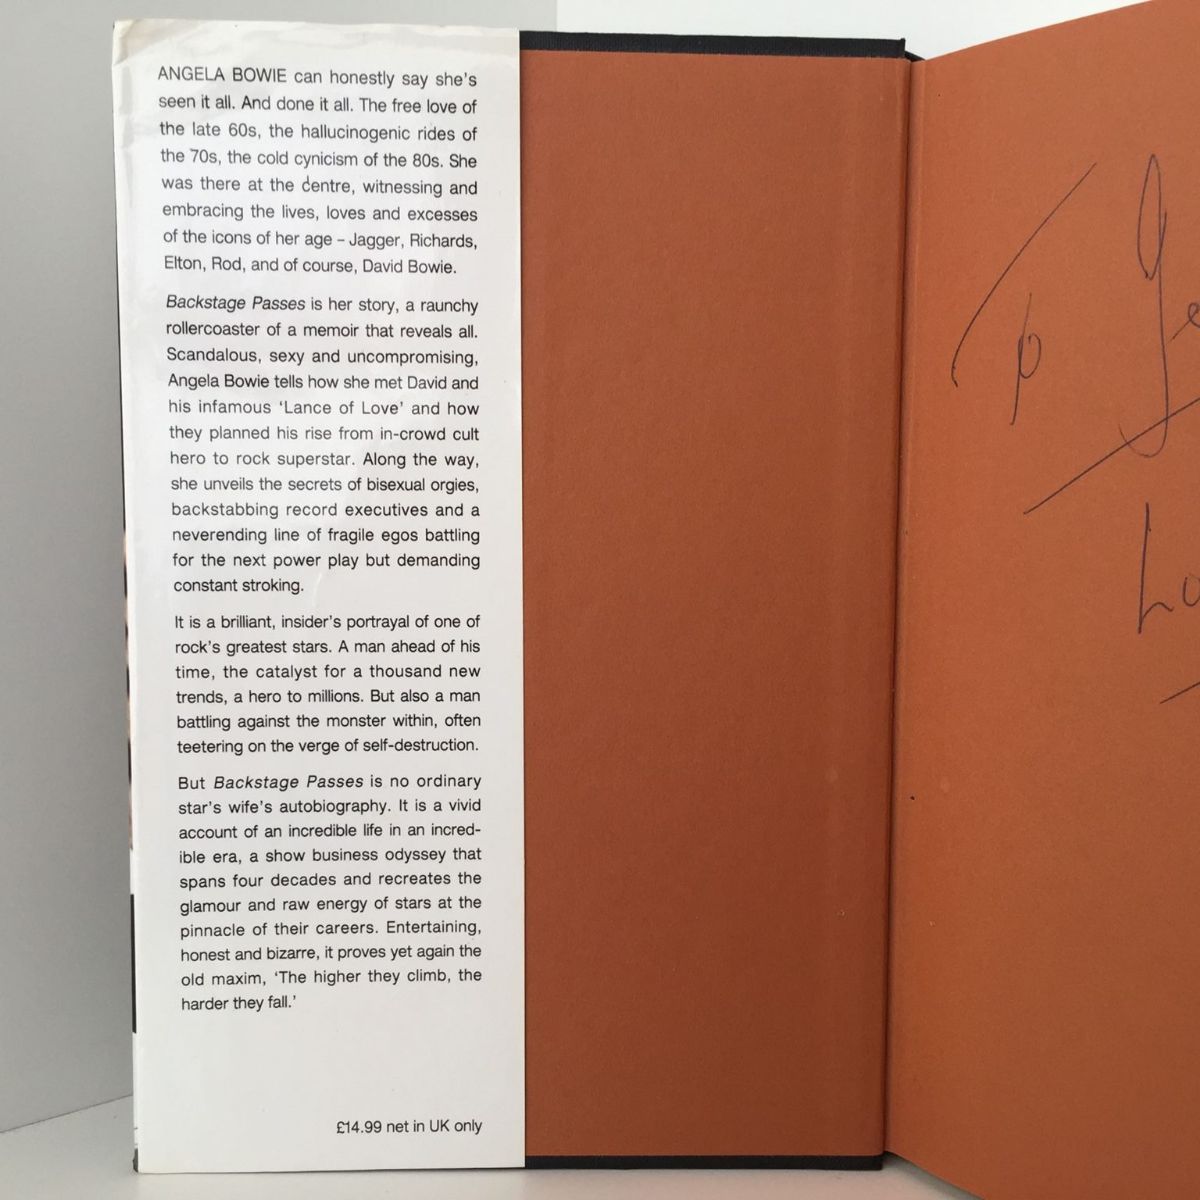 ANGELA BOWIE can honestly say she's
seen it all. And done it all. The free love of
the late 60s, the hallucinogenic rides of
the 70s, the cold cynicism of the 80s. She
was there at the centre, witnessing and
embracing the lives, loves and excesses
of the icons of her age – Jagger, Richards,
Elton, Rod, and of course, David Bowie.
Backstage Passes is her story, a raunchy
rollercoaster of a memoir that reveals all.
Scandalous, sexy and uncompromising,
Angela Bowie tells how she met David and
his infamous 'Lance of Love' and how
they planned his rise from in-crowd cult
hero to rock superstar. Along the way,
she unveils the secrets of bisexual orgies,
backstabbing record executives and a
neverending line of fragile egos battling
for the next power play but demanding
constant stroking.
It is a brilliant, insider's portrayal of one of
rock's greatest stars. A man ahead of his
time, the catalyst for a thousand new
trends, a hero to millions. But also a man
battling against the monster within, often
teetering on the verge of self-destruction.
But Backstage Passes is no ordinary
star's wife's autobiography. It is a vivid
account of an incredible life in an incred-
ible era, a show business odyssey that
spans four decades and recreates the
glamour and raw energy of stars at the
pinnacle of their careers. Entertaining,
honest and bizarre, it proves yet again the
old maxim, 'The higher they climb, the
harder they fall.'
£14.99 net in UK only
To